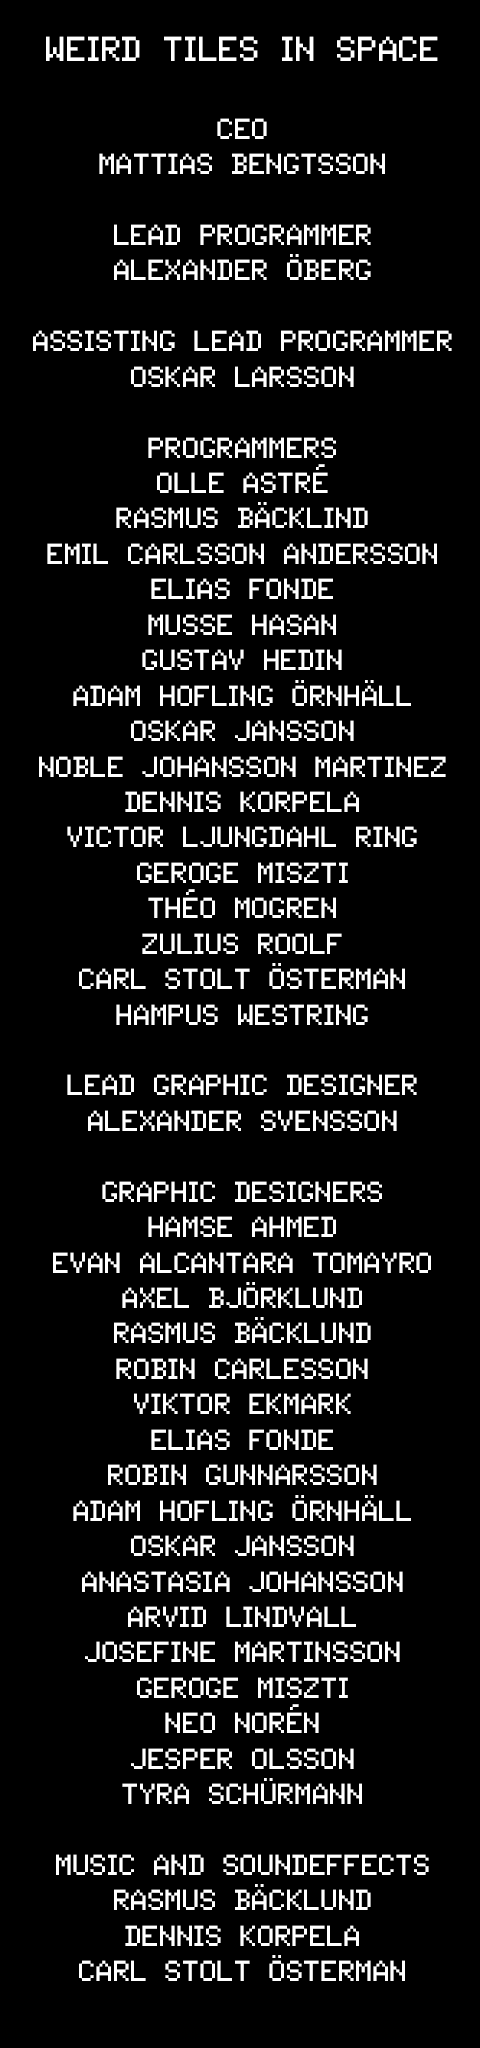 WEIRD TILES IN SPACE
CEO
MATTIAS BENGTSSON
LEAD PROGRAMMER
ALEXANDER ÖBERG
ASSISTING LEAD PROGRAMMER
OSKAR LARSSON
PROGRAMMERS
OLLE ASTRÉ
RASMUS BÄCKLIND
EMIL CARLSSON ANDERSSON
ELIAS FONDE
MUSSE HASAN
GUSTAV HEDIN
ADAM HOFLING ÖRNHÄLL
OSKAR JANSSON
NOBLE JOHANSSON MARTINEZ
DENNIS KORPELA
VICTOR LJUNGDAHL RING
GEROGE MISZTI
THÉO MOGREN
ZULIUS ROOLF
CARL STOLT ÖSTERMAN
HAMPUS WESTRING
LEAD GRAPHIC DESIGNER
ALEXANDER SVENSSON
GRAPHIC DESIGNERS
HAMSE AHMED
EVAN ALCANTARA TOMAYRO
AXEL BJÖRKLUND
RASMUS BÄCKLUND
ROBIN CARLESSON
VIKTOR EKMARK
ELIAS FONDE
ROBIN GUNNARSSON
ADAM HOFLING ÖRNHÄLL
OSKAR JANSSON
ANASTASIA JOHANSSON
ARVID LINDVALL
JOSEFINE MARTINSSON
GEROGE MISZTI
NEO NORÉN
JESPER OLSSON
TYRA SCHÜRMANN
MUSIC AND SOUNDEFFECTS
RASMUS BÄCKLUND
DENNIS KORPELA
CARL STOLT ÖSTERMAN